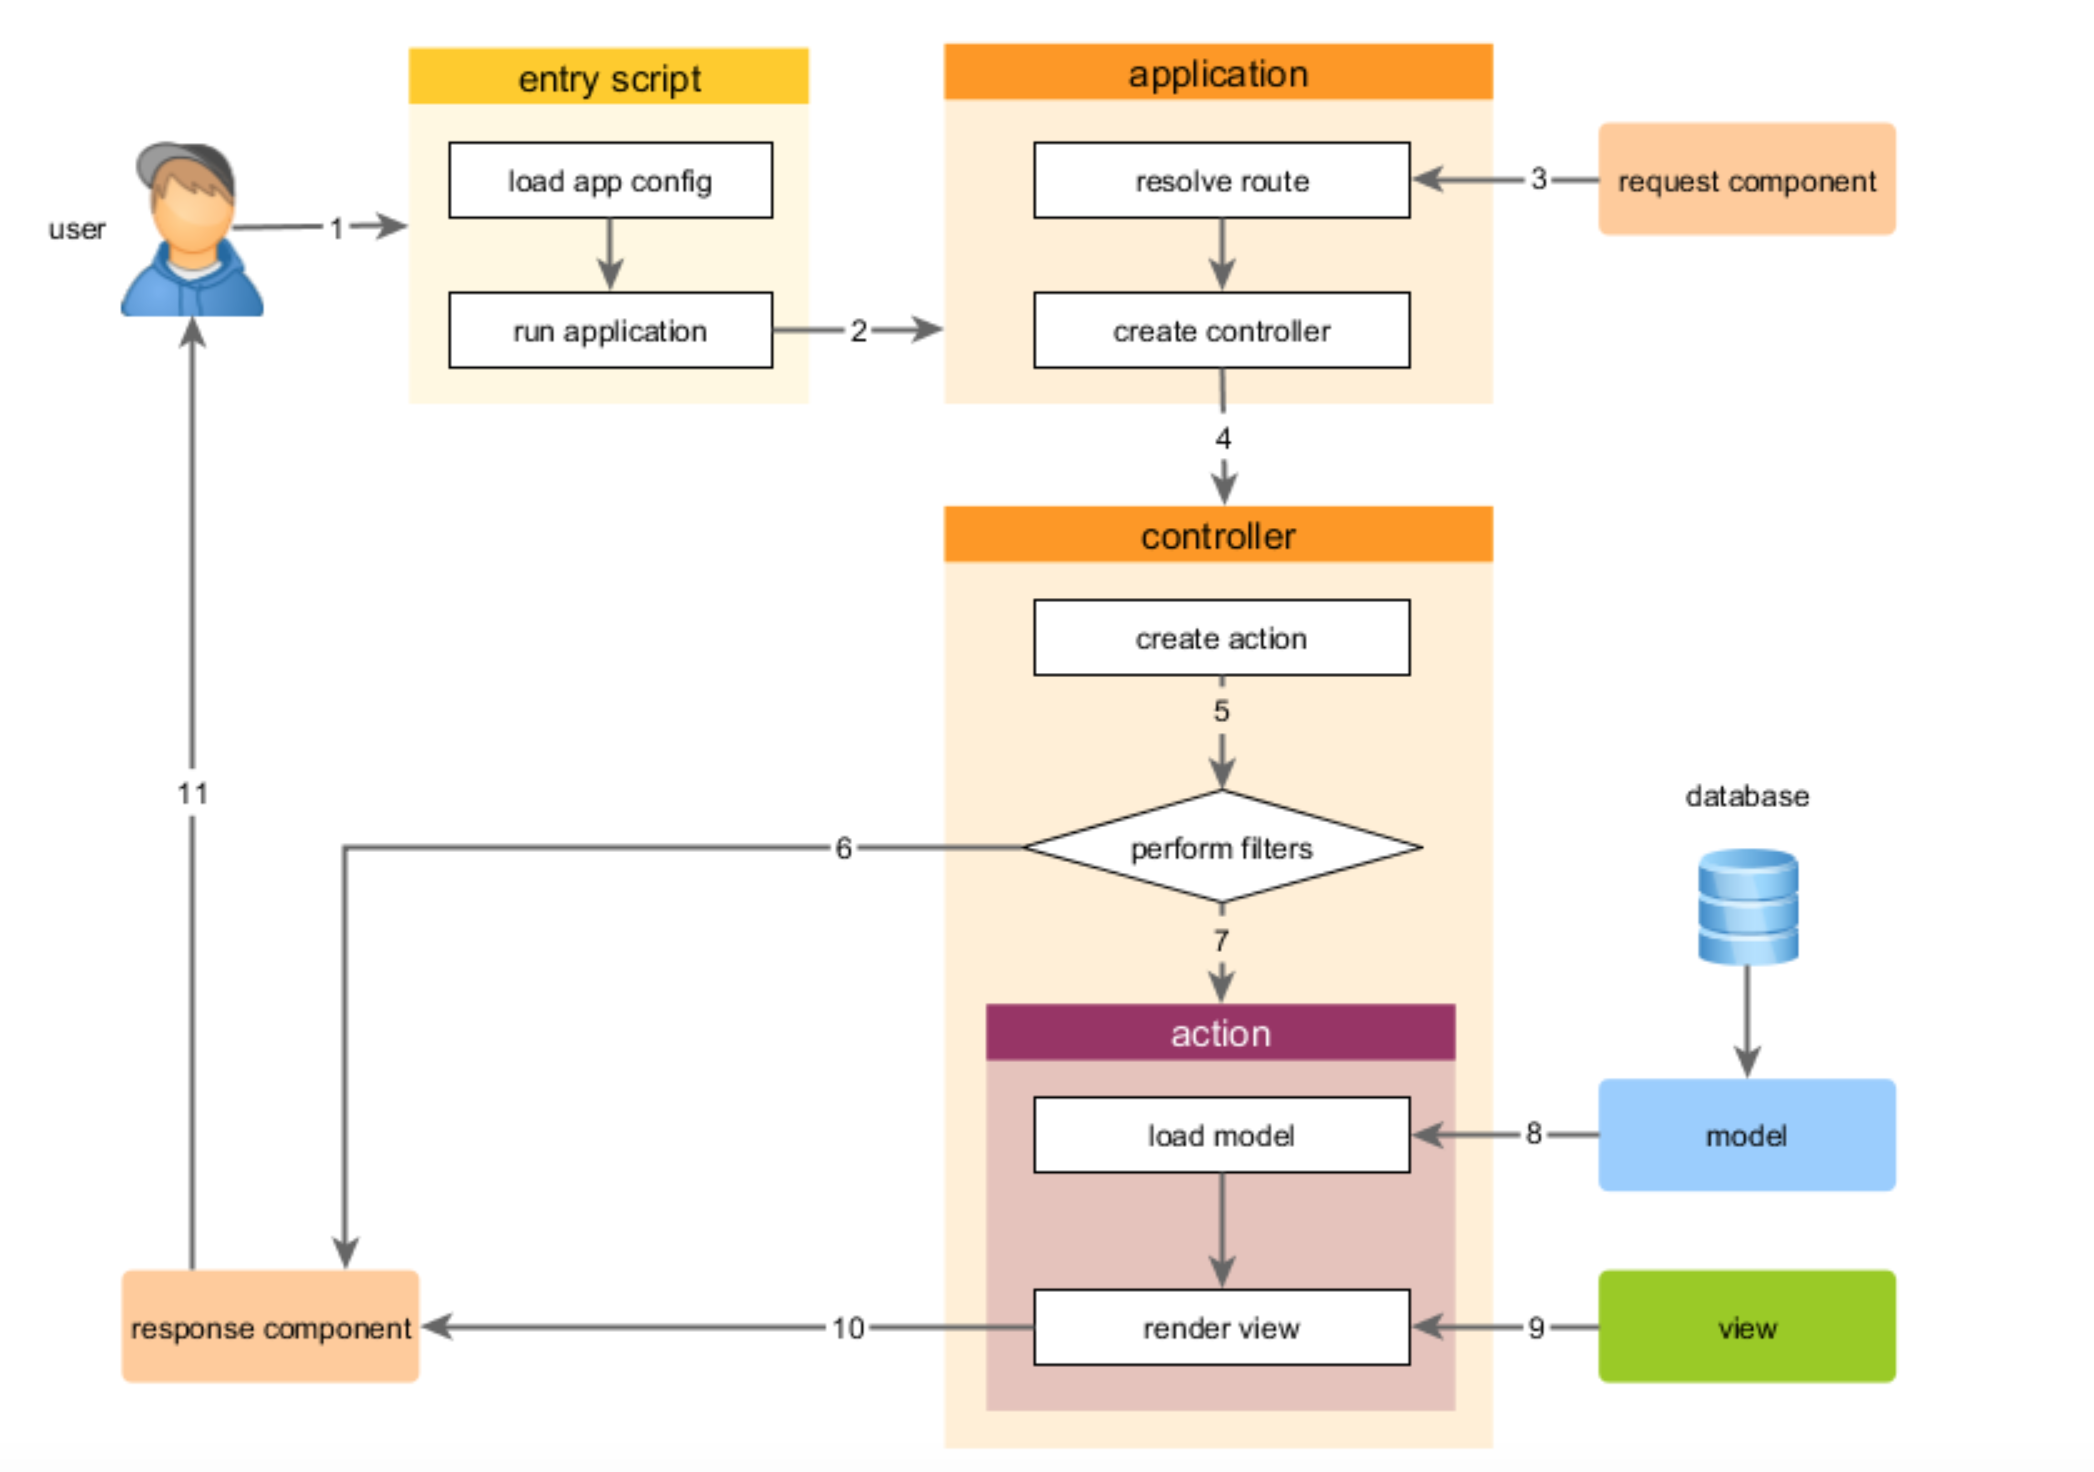 entry script
application
load app config
resolve route
3
request component
user
1
run application
2
create controller
4
controller
create action
5
11
database
6
perform filters
7
action
load model
8
model
response component
10
render view
9
view